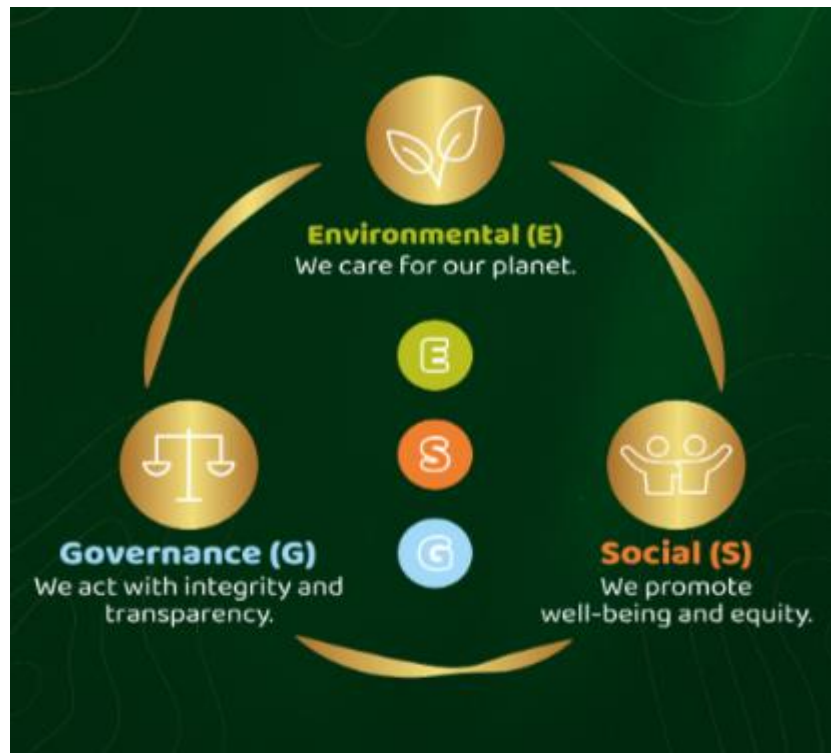 Environmental (E)
We care for our planet.
E
S
G
Governance (G)
We act with integrity and
transparency.
Social (S)
We promote
well-being and equity.